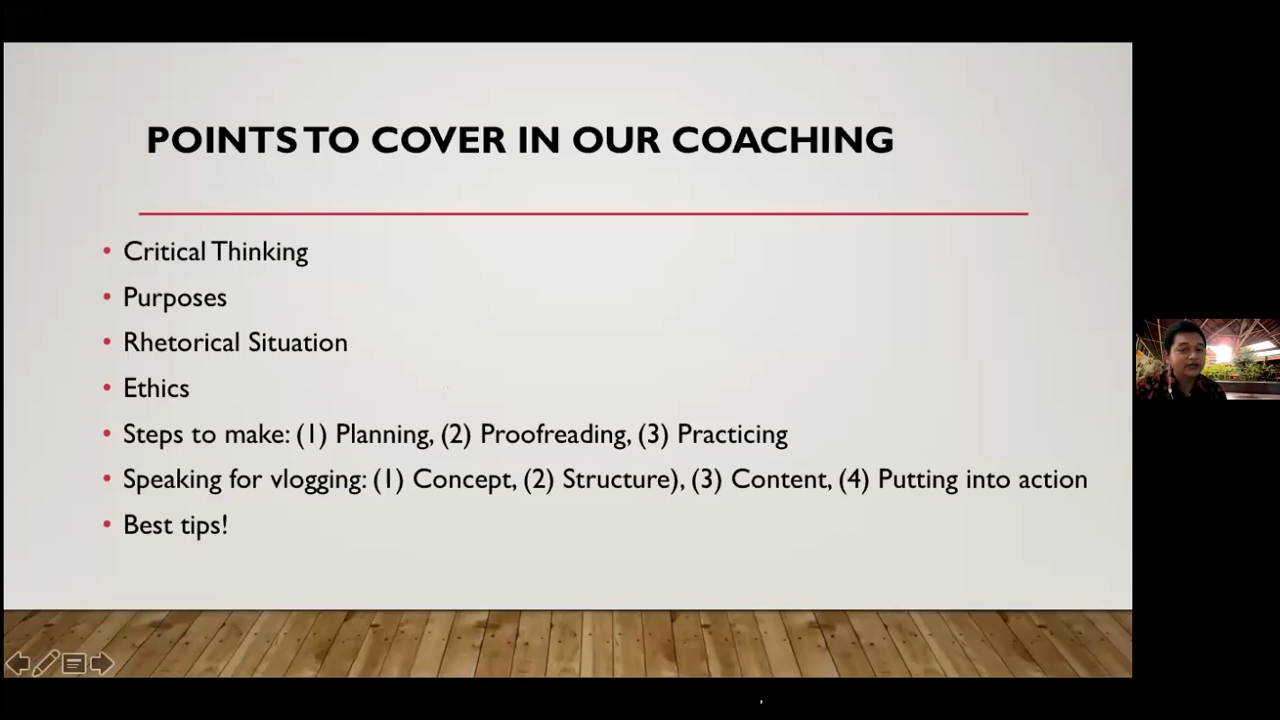 POINTS TO COVER IN OUR COACHING
• Critical Thinking
• Purposes
• Rhetorical Situation
• Ethics
• Steps to make: (1) Planning, (2) Proofreading, (3) Practicing
• Speaking for vlogging: (1) Concept, (2) Structure), (3) Content, (4) Putting into action
• Best tips!